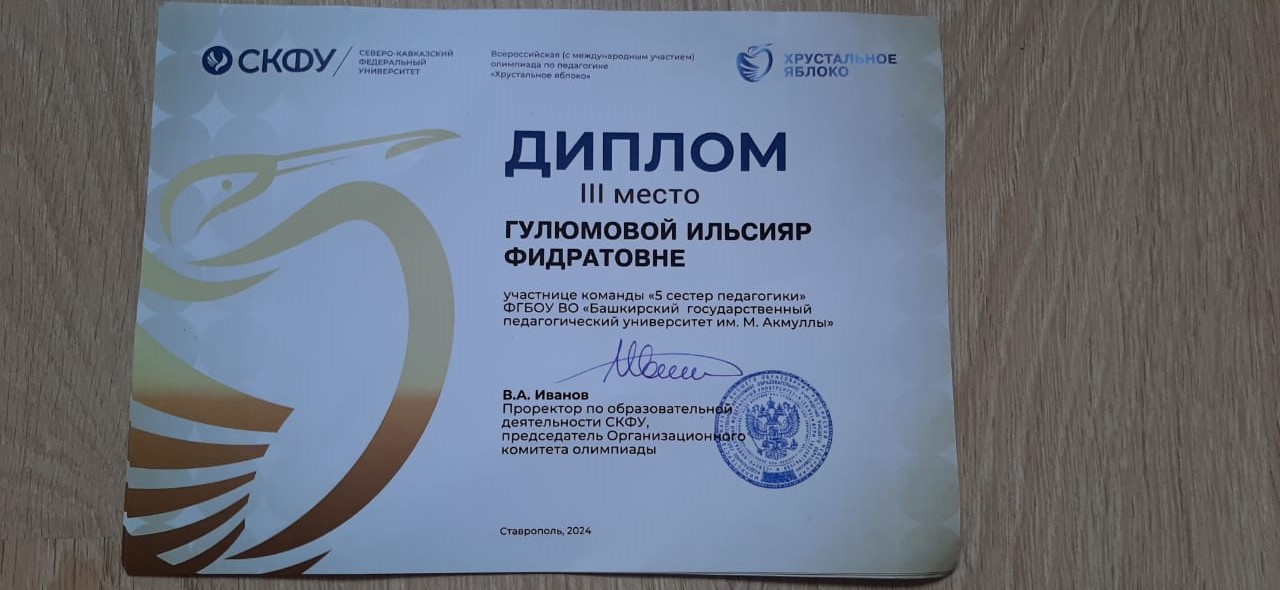 СКФУ
СЕВЕРО-КАВКАЗСКИЙ
ФЕДЕРАЛЬНЫЙ
УНИВЕРСИТЕТ
Всероссийская (с международным участием)
олимпиада по педагогике
«Хрустальное яблоко»
ХРУСТАЛЬНОЕ
ЯБЛОКО
ДИПЛОМ
III место
ГУЛЮМОВОЙ ИЛЬСИЯР
ФИДРАТОВНЕ
участнице команды «5 сестер педагогики»
ФГБОУ ВО «Башкирский государственный
педагогический университет им. М. Акмуллы»
В.А. Иванов
Проректор по образовательной
деятельности СКФУ,
председатель Организационного
комитета олимпиады
Ставрополь, 2024